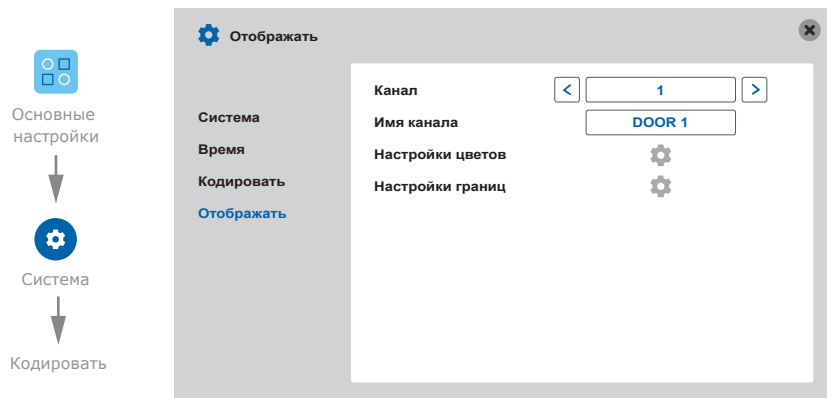 Основные
настройки
Система
Кодировать
Отображать
Система
Время
Кодировать
Отображать
Канал
< 1 >
Имя канала
DOOR 1
Настройки цветов
Настройки границ